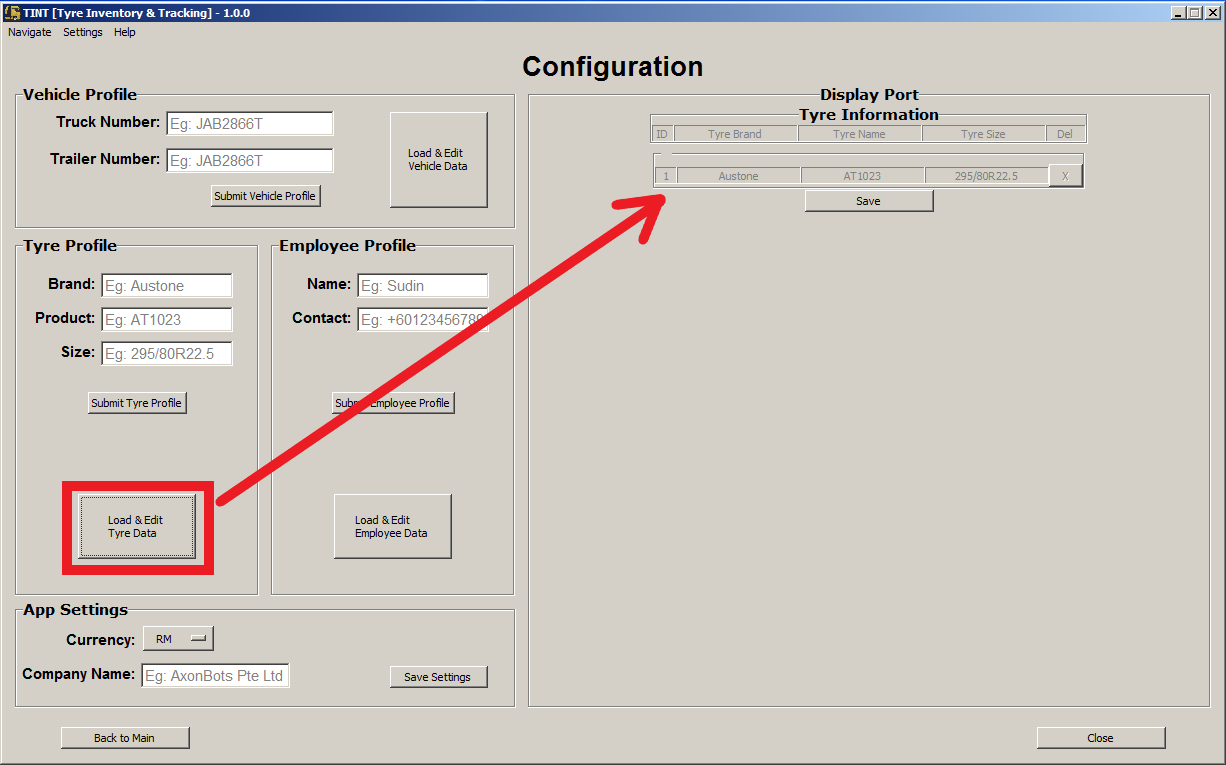 TINT [Tyre Inventory & Tracking] - 1.0.0
Navigate Settings Help
Configuration
Vehicle Profile
Truck Number: Eg: JAB2866T
Trailer Number: Eg: JAB2866T
Submit Vehicle Profile
Load & Edit
Vehicle Data
Tyre Profile
Brand: Eg: Austone
Product: Eg: AT1023
Size: Eg: 295/80R22.5
Submit Tyre Profile
Load & Edit
Tyre Data
Employee Profile
Name: Eg: Sudin
Contact: Eg: +60123456789
Submit Employee Profile
Load & Edit
Employee Data
App Settings
Currency: RM
Company Name: Eg: AxonBots Pte Ltd
Save Settings
Back to Main
Display Port
Tyre Information
ID Tyre Brand Tyre Name Tyre Size Del
1 Austone AT1023 295/80R22.5 X
Save
Close